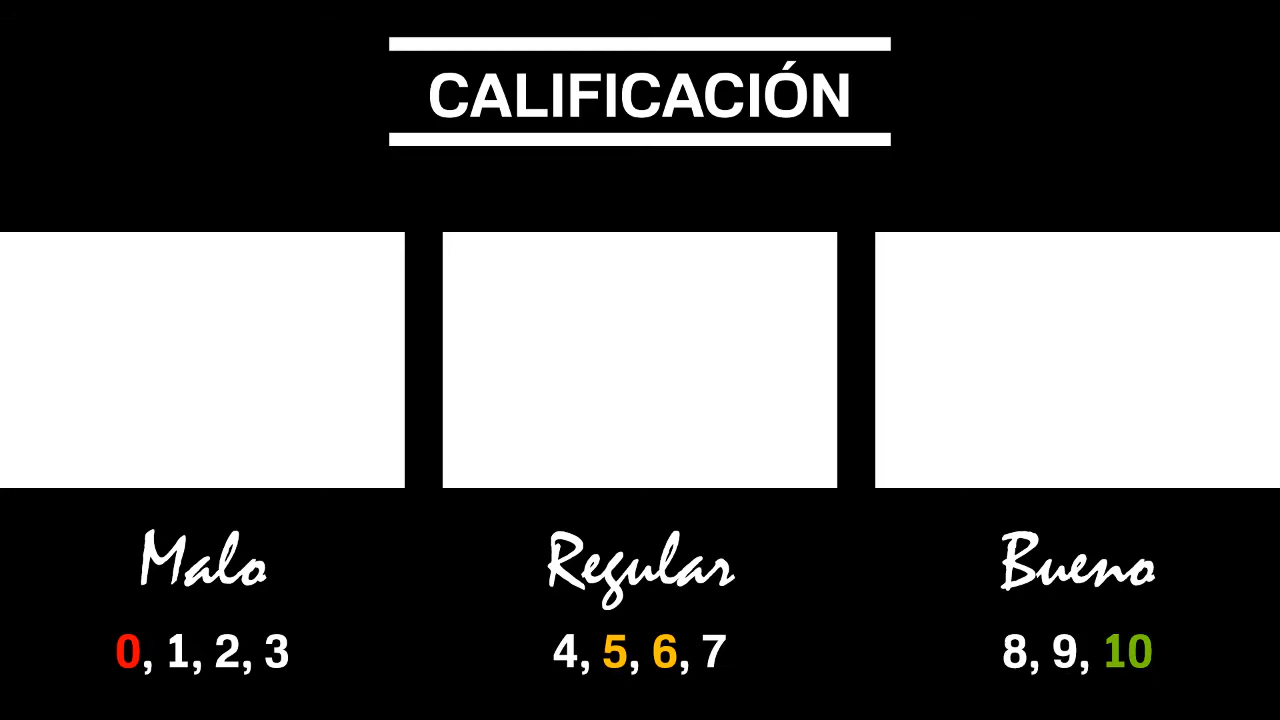 CALIFICACIÓN
Malo
Regular
Bueno
0, 1, 2, 3
4, 5, 6, 7
8, 9, 10